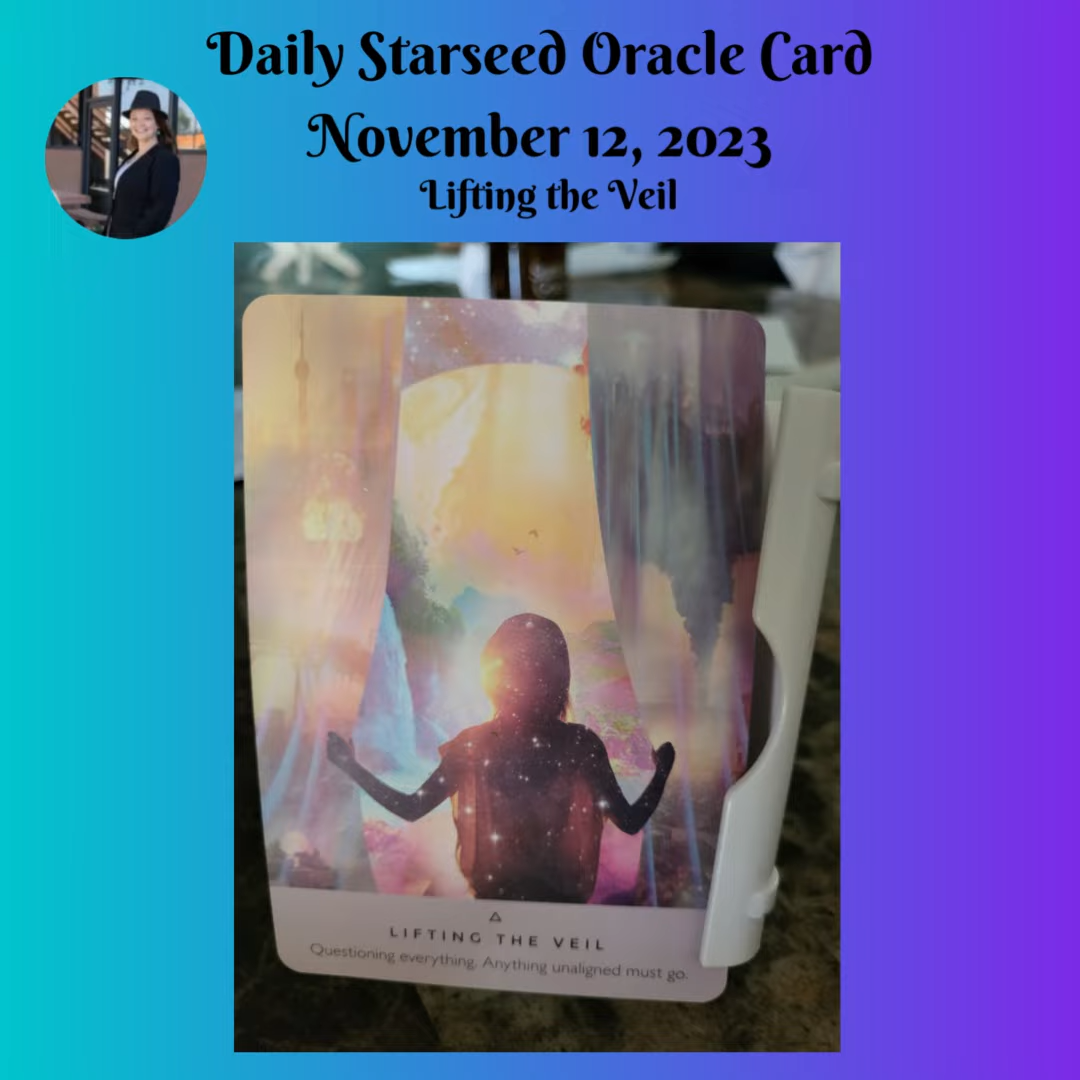 Daily Starseed Oracle Card
November 12, 2023
Lifting the Veil
LIFTING THE VEIL
Questioning everything. Anything unaligned must go.